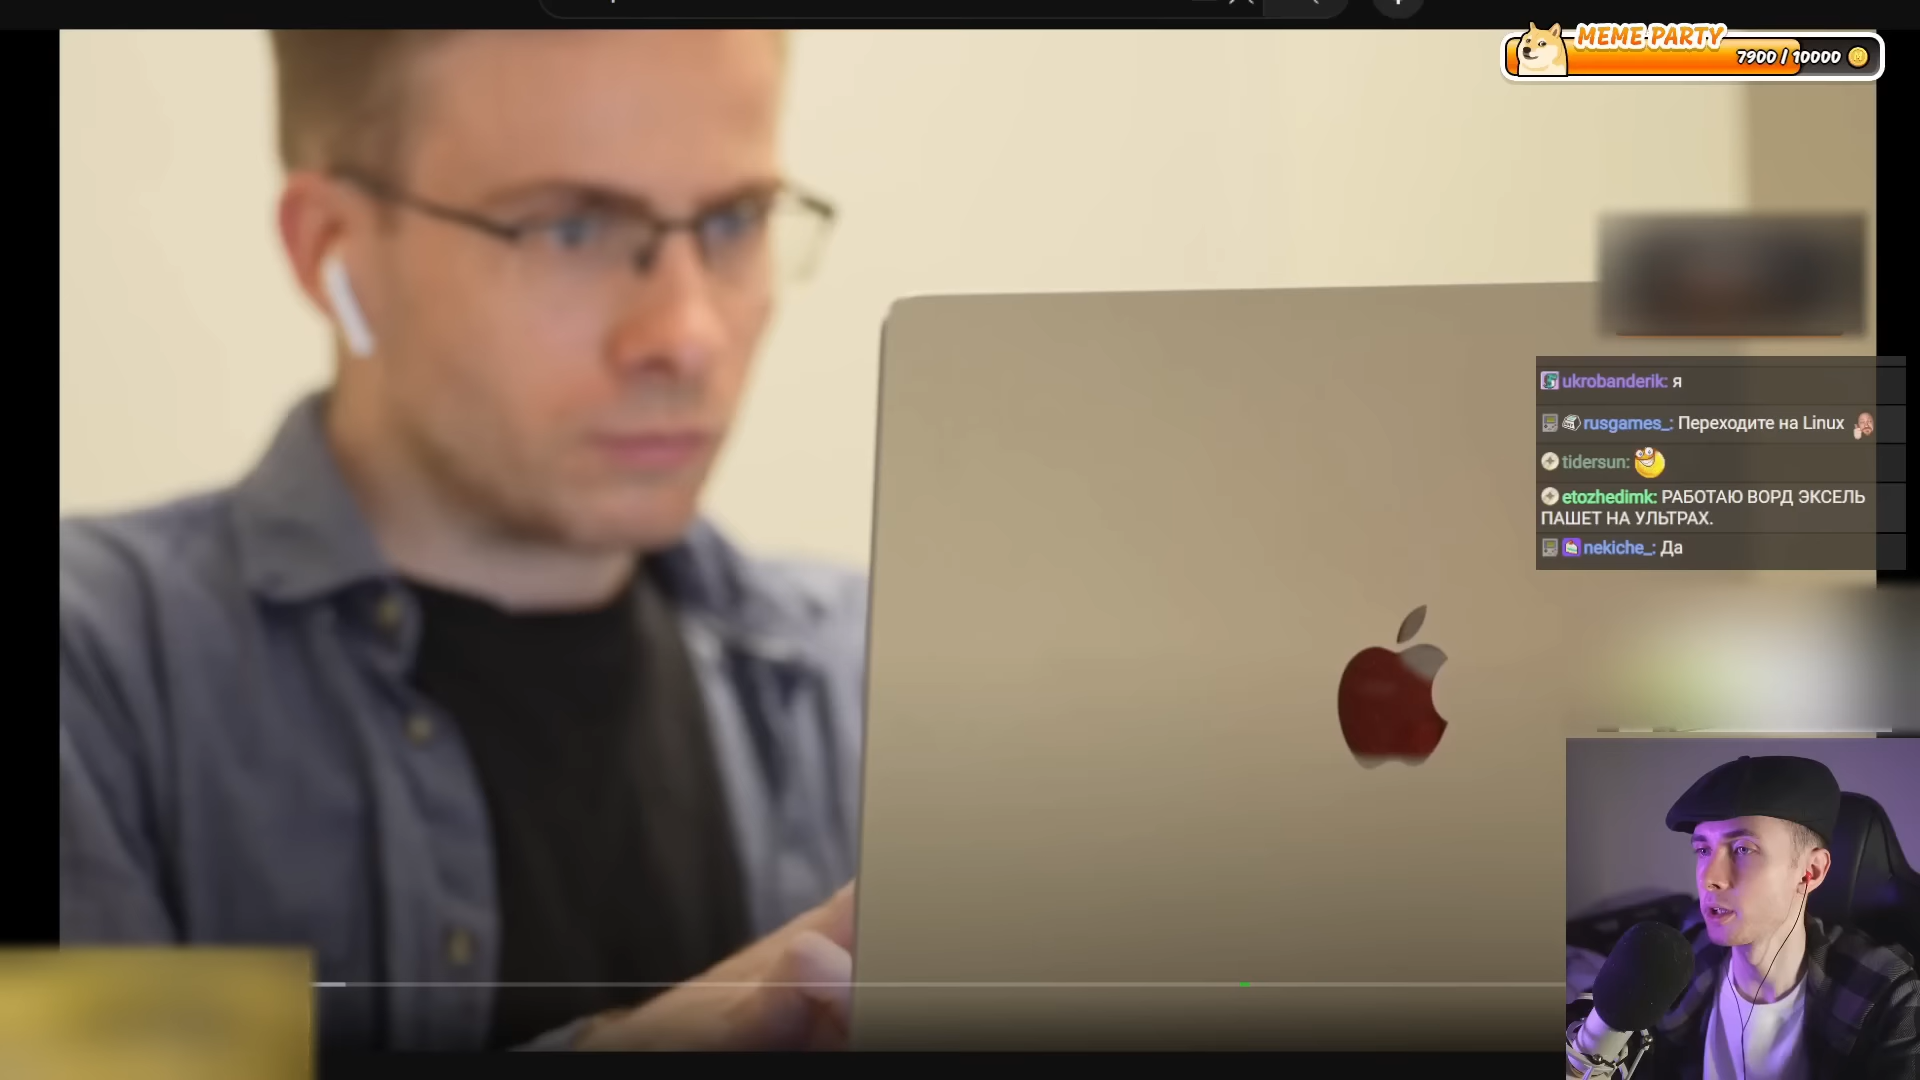 MEME PARTY
7900 / 10000
ukrobanderik: я
rusgames_: Переходите на Linux
tidersun:
etozhedimk: РАБОТАЮ ВОРД ЭКСЕЛЬ
ПАШЕТ НА УЛЬТРАХ.
nekiche_: Да